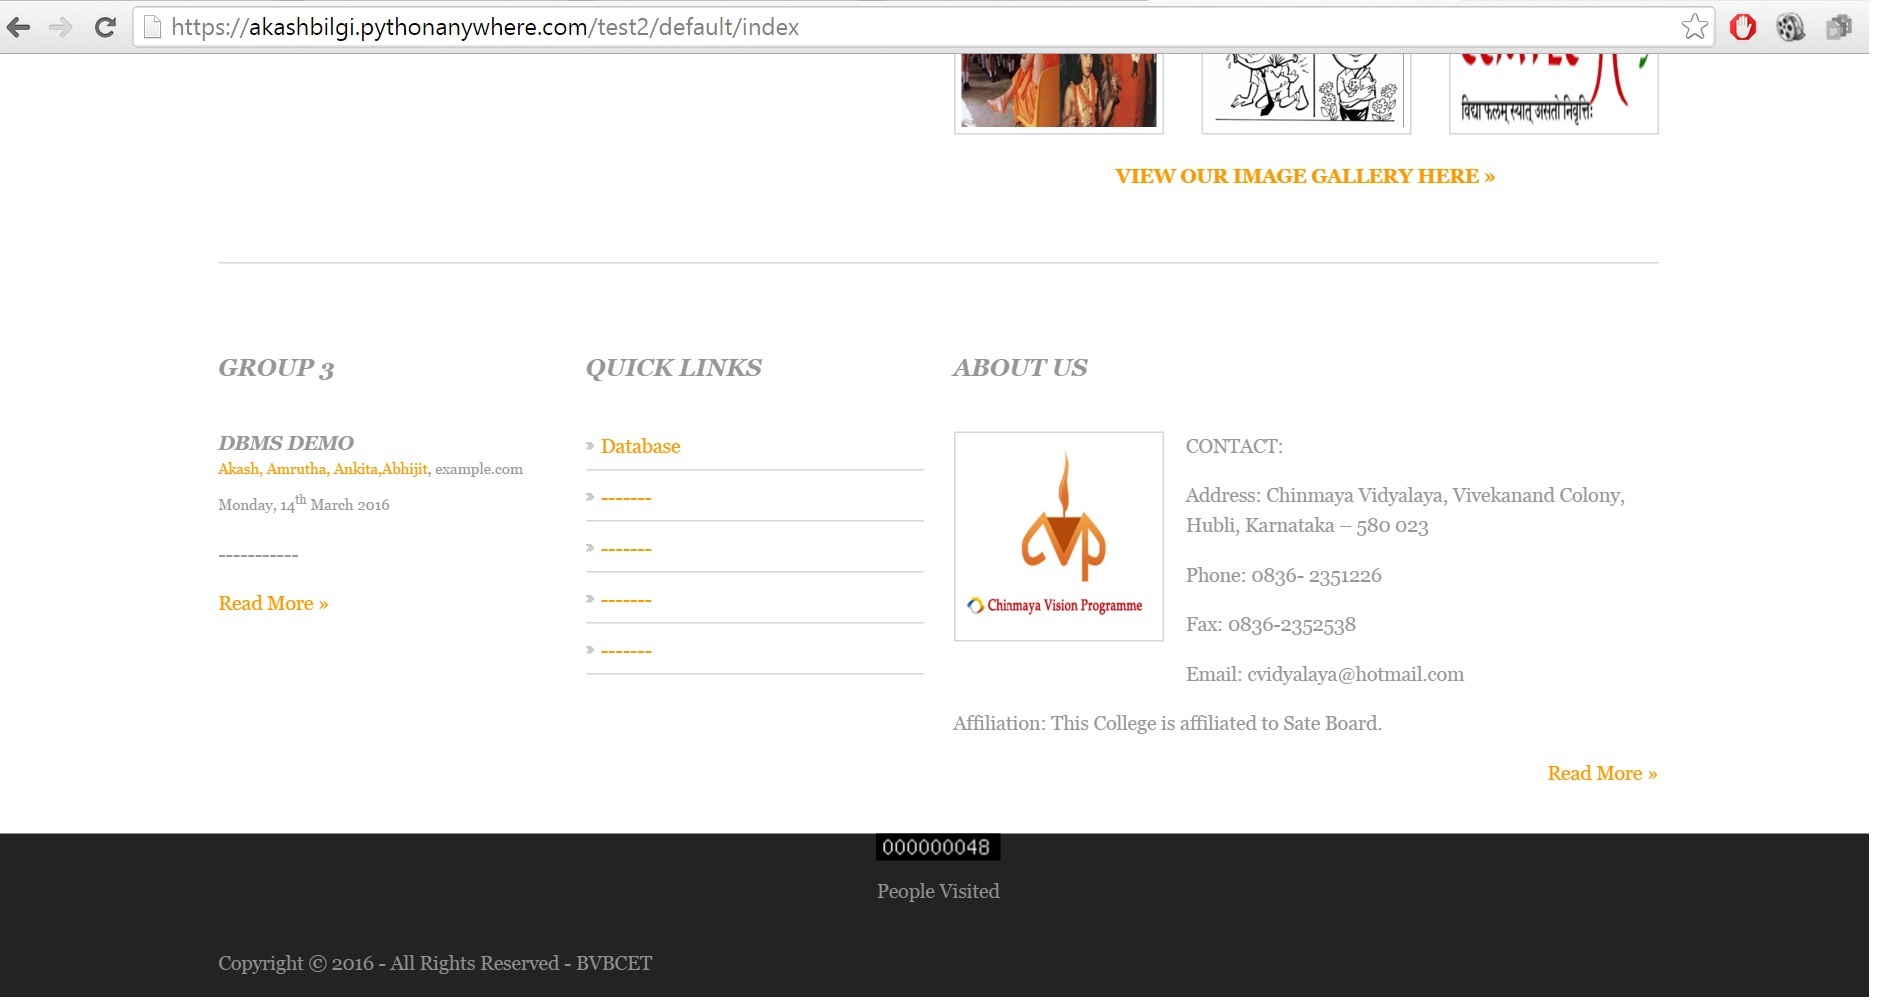 https://akashbilgi.pythonanywhere.com/test2/default/index
विद्या फलम् स्यात् असतो निवृत्तिः
VIEW OUR IMAGE GALLERY HERE »
GROUP 3
DBMS DEMO
Akash, Amrutha, Ankita,Abhijit, example.com
Monday, 14th March 2016
-----------
Read More »
QUICK LINKS
» Database
» -------
» -------
» -------
» -------
ABOUT US
cvp
Chinmaya Vision Programme
CONTACT:
Address: Chinmaya Vidyalaya, Vivekanand Colony,
Hubli, Karnataka – 580 023
Phone: 0836- 2351226
Fax: 0836-2352538
Email: cvidyalaya@hotmail.com
Affiliation: This College is affiliated to Sate Board.
Read More »
000000048
People Visited
Copyright © 2016 - All Rights Reserved - BVBCET